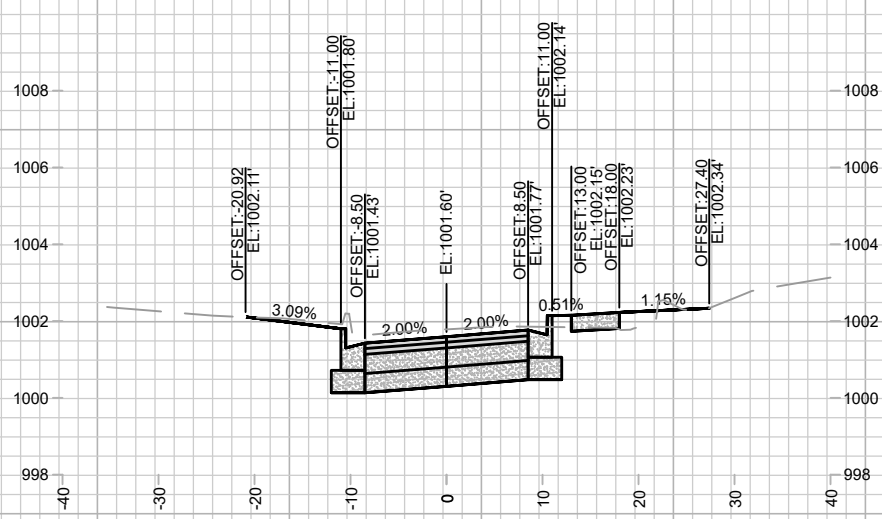 OFFSET:-11.00
EL:1001.80'
OFFSET:11.00
EL:1002.14'
1008
1008
OFFSET:-20.92
EL:1002.11'
OFFSET:-8.50
EL:1001.43'
EL:1001.60'
OFFSET:8.50
EL:1001.77'
OFFSET:13.00
EL:1002.15'
OFFSET:18.00
EL:1002.23'
OFFSET:27.40
EL:1002.34'
1006
1006
1004
1004
3.09%
2.00%
2.00%
0.51%
1.15%
1002
1002
1000
1000
998
998
-40
-30
-20
-10
0
10
20
30
40